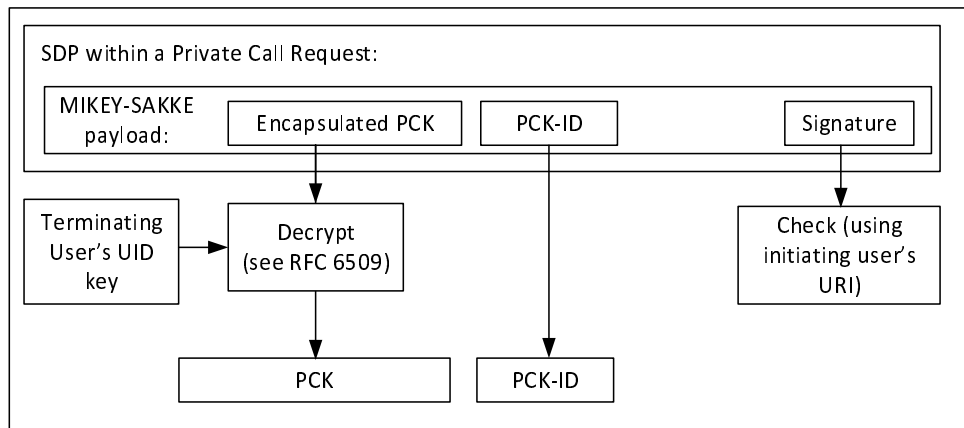 SDP within a Private Call Request:
MIKEY-SAKKE
payload:
Encapsulated PCK
PCK-ID
Signature
Terminating
User’s UID
key
Decrypt
(see RFC 6509)
Check (using
initiating user’s
URI)
PCK
PCK-ID